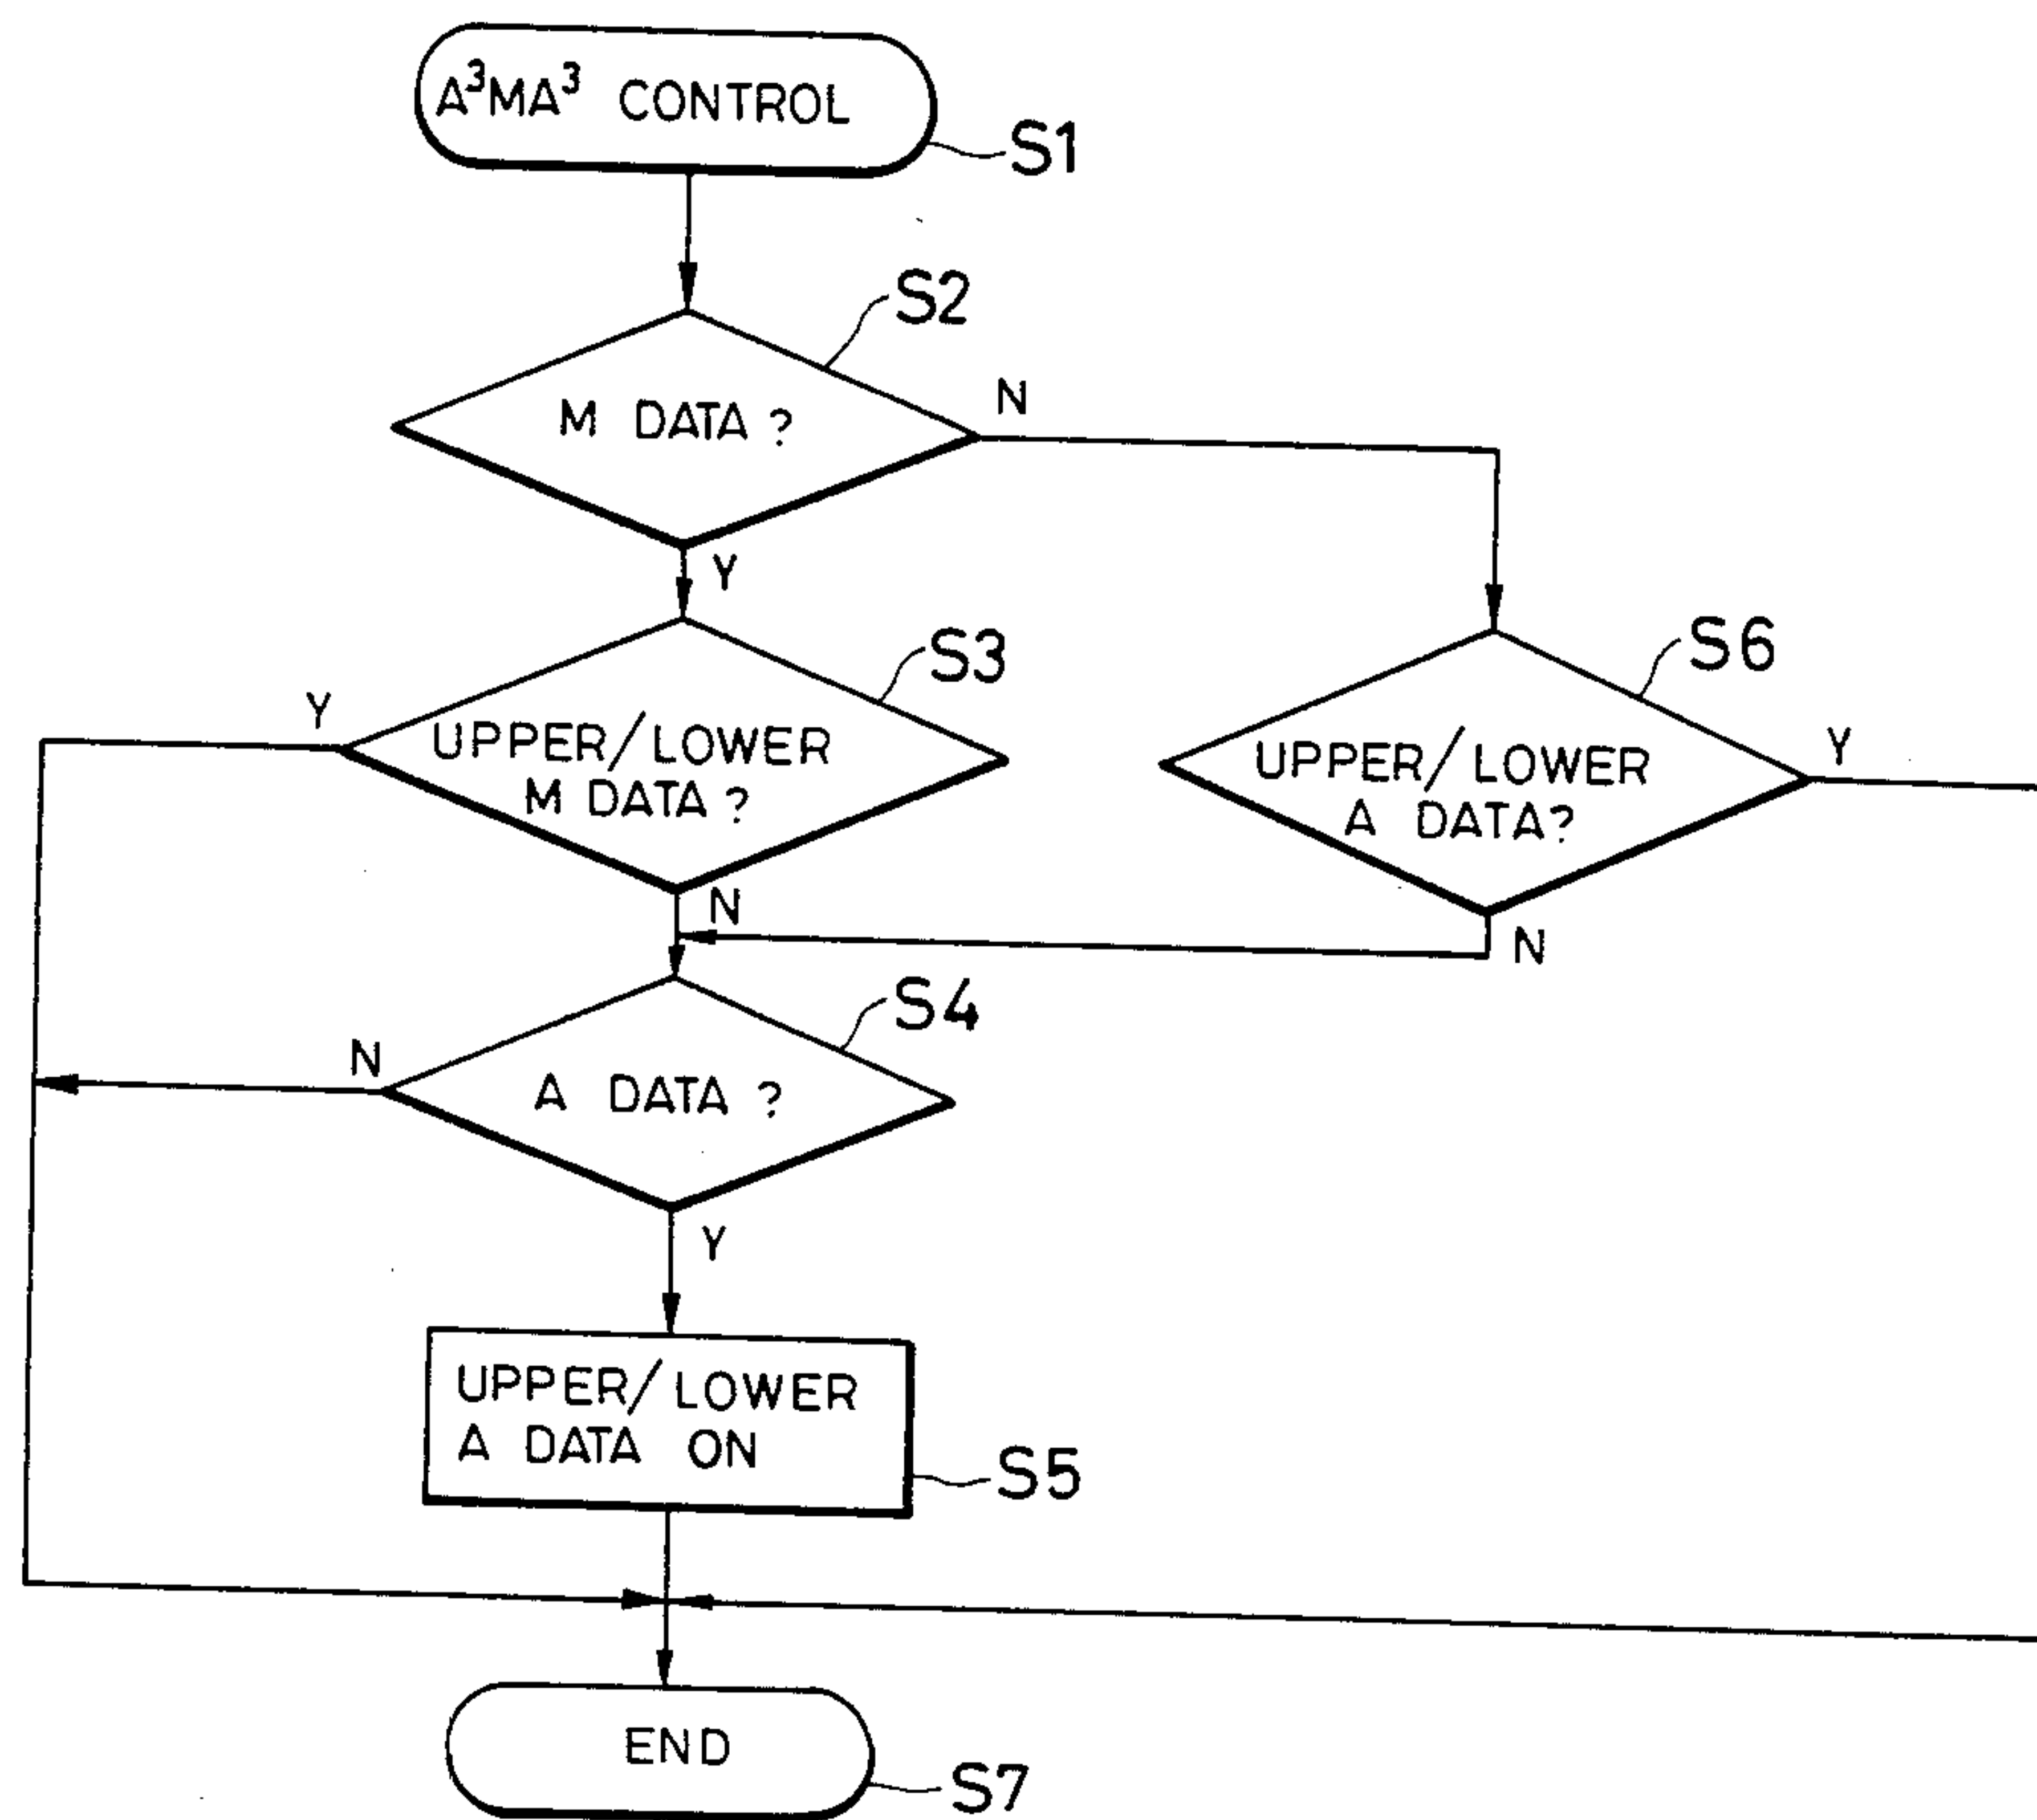 A³MA³ CONTROL
S1
S2
M DATA ?
N
Y
S3
UPPER/LOWER
M DATA ?
Y
N
S6
UPPER/LOWER
A DATA?
Y
N
S4
A DATA ?
N
Y
UPPER/LOWER
A DATA ON
S5
END
S7